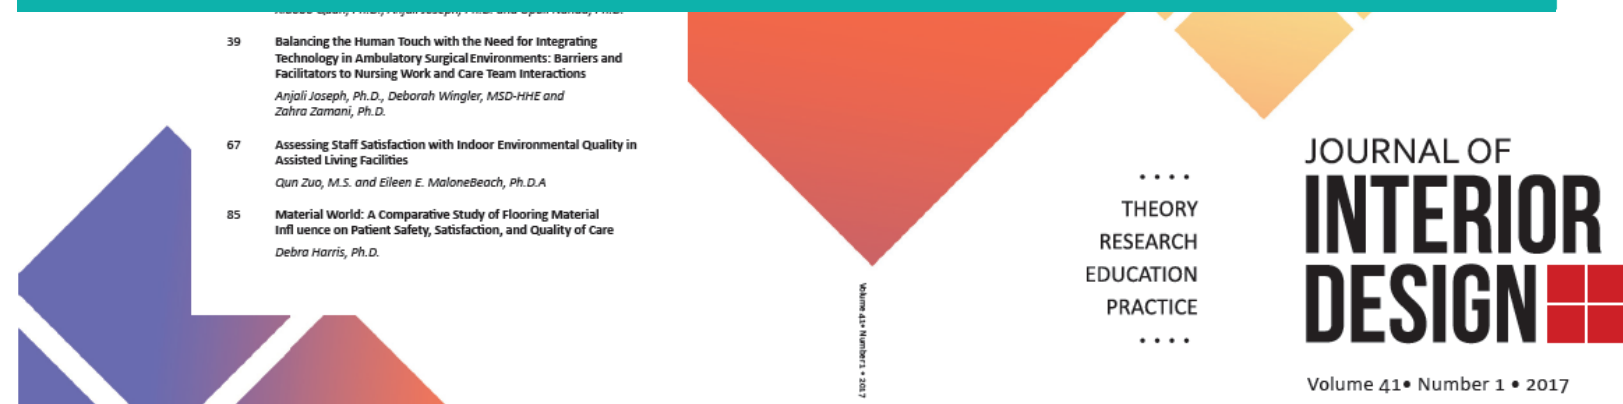 39 Balancing the Human Touch with the Need for Integrating
Technology in Ambulatory Surgical Environments: Barriers and
Facilitators to Nursing Work and Care Team Interactions
Anjali Joseph, Ph.D., Deborah Wingler, MSD-HHE and
Zahra Zamani, Ph.D.
67 Assessing Staff Satisfaction with Indoor Environmental Quality in
Assisted Living Facilities
Qun Zuo, M.S. and Eileen E. MaloneBeach, Ph.D.A
85 Material World: A Comparative Study of Flooring Material
Infl uence on Patient Safety, Satisfaction, and Quality of Care
Debra Harris, Ph.D.
Volume 41• Number 1 • 2017
• • • •
THEORY
RESEARCH
EDUCATION
PRACTICE
• • • •
JOURNAL OF
INTERIOR
DESIGN
Volume 41• Number 1 • 2017